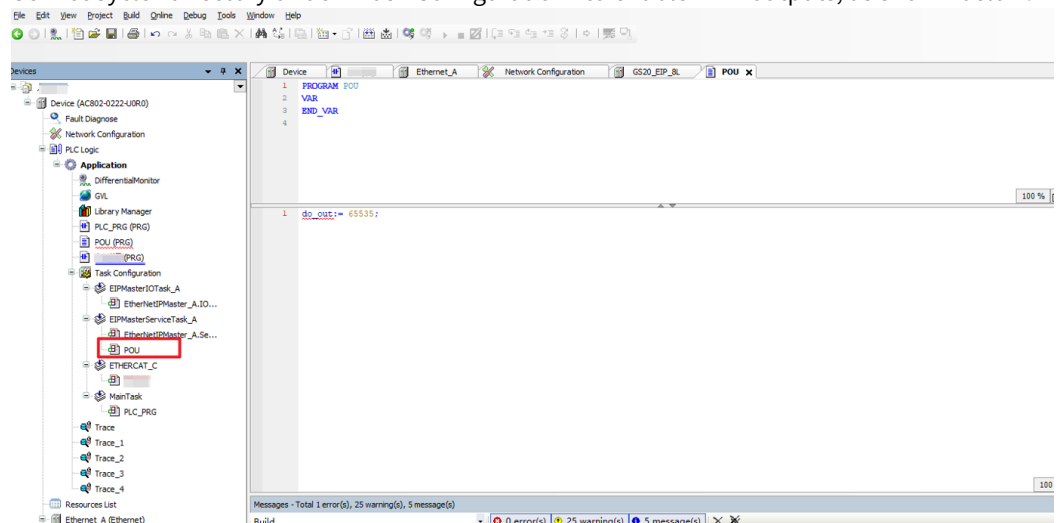 File Edit View Project Build Online Debug Tools Window Help
Devices
Device (AC802-0222-U0R0)
Fault Diagnose
Network Configuration
PLC Logic
Application
DifferentialMonitor
GVL
Library Manager
PLC_PRG (PRG)
POU (PRG)
(PRG)
Task Configuration
EIPMasterIOTask_A
EtherNetIPMaster_A.IO...
EIPMasterServiceTask_A
EtherNetIPMaster_A.Se...
POU
ETHERCAT_C
MainTask
PLC_PRG
Trace
Trace_1
Trace_2
Trace_3
Trace_4
Resources List
Ethernet_A (Ethernet)
Device Ethernet_A Network Configuration GS20_EIP_8L POU
1 PROGRAM POU
2 VAR
3 END_VAR
4
100 %
1 do_out:= 65535;
100
Messages - Total 1 error(s), 25 warning(s), 5 message(s)
Build 0 error(s) 25 warning(s) 5 message(s)